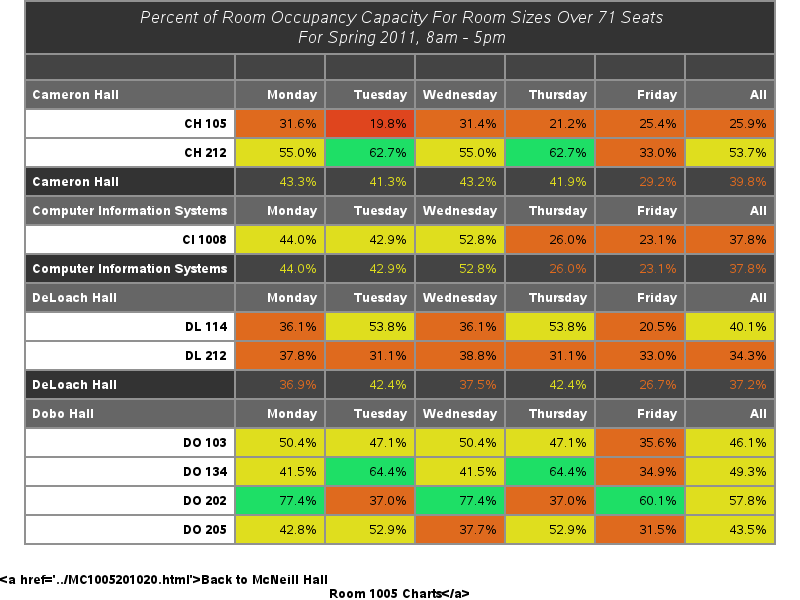 Percent of Room Occupancy Capacity For Room Sizes Over 71 Seats
For Spring 2011, 8am - 5pm
Cameron Hall Monday Tuesday Wednesday Thursday Friday All
CH 105 31.6% 19.8% 31.4% 21.2% 25.4% 25.9%
CH 212 55.0% 62.7% 55.0% 62.7% 33.0% 53.7%
Cameron Hall 43.3% 41.3% 43.2% 41.9% 29.2% 39.8%
Computer Information Systems Monday Tuesday Wednesday Thursday Friday All
CI 1008 44.0% 42.9% 52.8% 26.0% 23.1% 37.8%
Computer Information Systems 44.0% 42.9% 52.8% 26.0% 23.1% 37.8%
DeLoach Hall Monday Tuesday Wednesday Thursday Friday All
DL 114 36.1% 53.8% 36.1% 53.8% 20.5% 40.1%
DL 212 37.8% 31.1% 38.8% 31.1% 33.0% 34.3%
DeLoach Hall 36.9% 42.4% 37.5% 42.4% 26.7% 37.2%
Dobo Hall Monday Tuesday Wednesday Thursday Friday All
DO 103 50.4% 47.1% 50.4% 47.1% 35.6% 46.1%
DO 134 41.5% 64.4% 41.5% 64.4% 34.9% 49.3%
DO 202 77.4% 37.0% 77.4% 37.0% 60.1% 57.8%
DO 205 42.8% 52.9% 37.7% 52.9% 31.5% 43.5%
<a href='../MC1005201020.html'>Back to McNeill Hall
Room 1005 Charts</a>